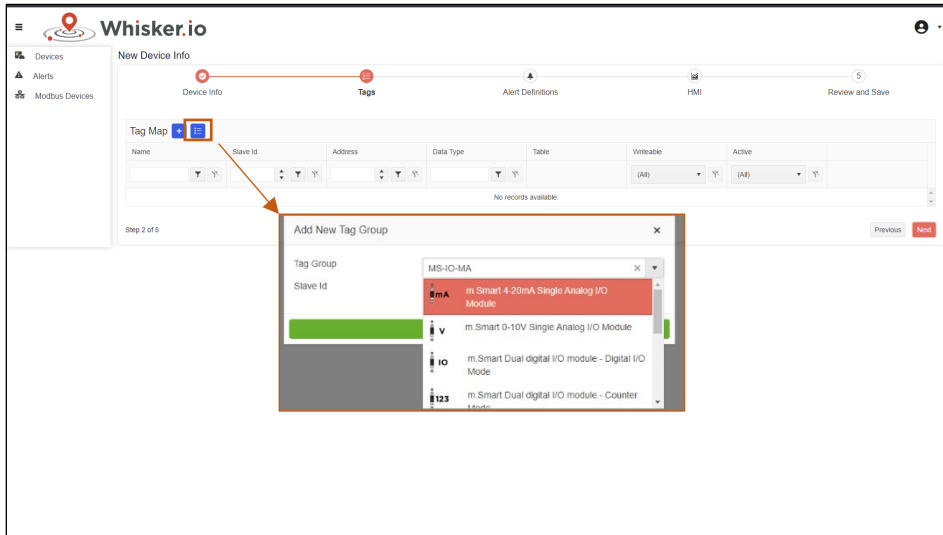 Whisker.io
Devices
Alerts
Modbus Devices
New Device Info
Device Info
Tags
Alert Definitions
HMI
5
Review and Save
Tag Map
+
Name
Slave Id
Address
Data Type
Table
Writeable
Active
(All)
(All)
No records available.
Step 2 of 5
Previous
Next
Add New Tag Group
×
Tag Group
MS-IO-MA
Slave Id
mA
m.Smart 4-20mA Single Analog I/O
Module
V
m.Smart 0-10V Single Analog I/O Module
IO
m.Smart Dual digital I/O module - Digital I/O
Mode
123
m.Smart Dual digital I/O module - Counter
Mode